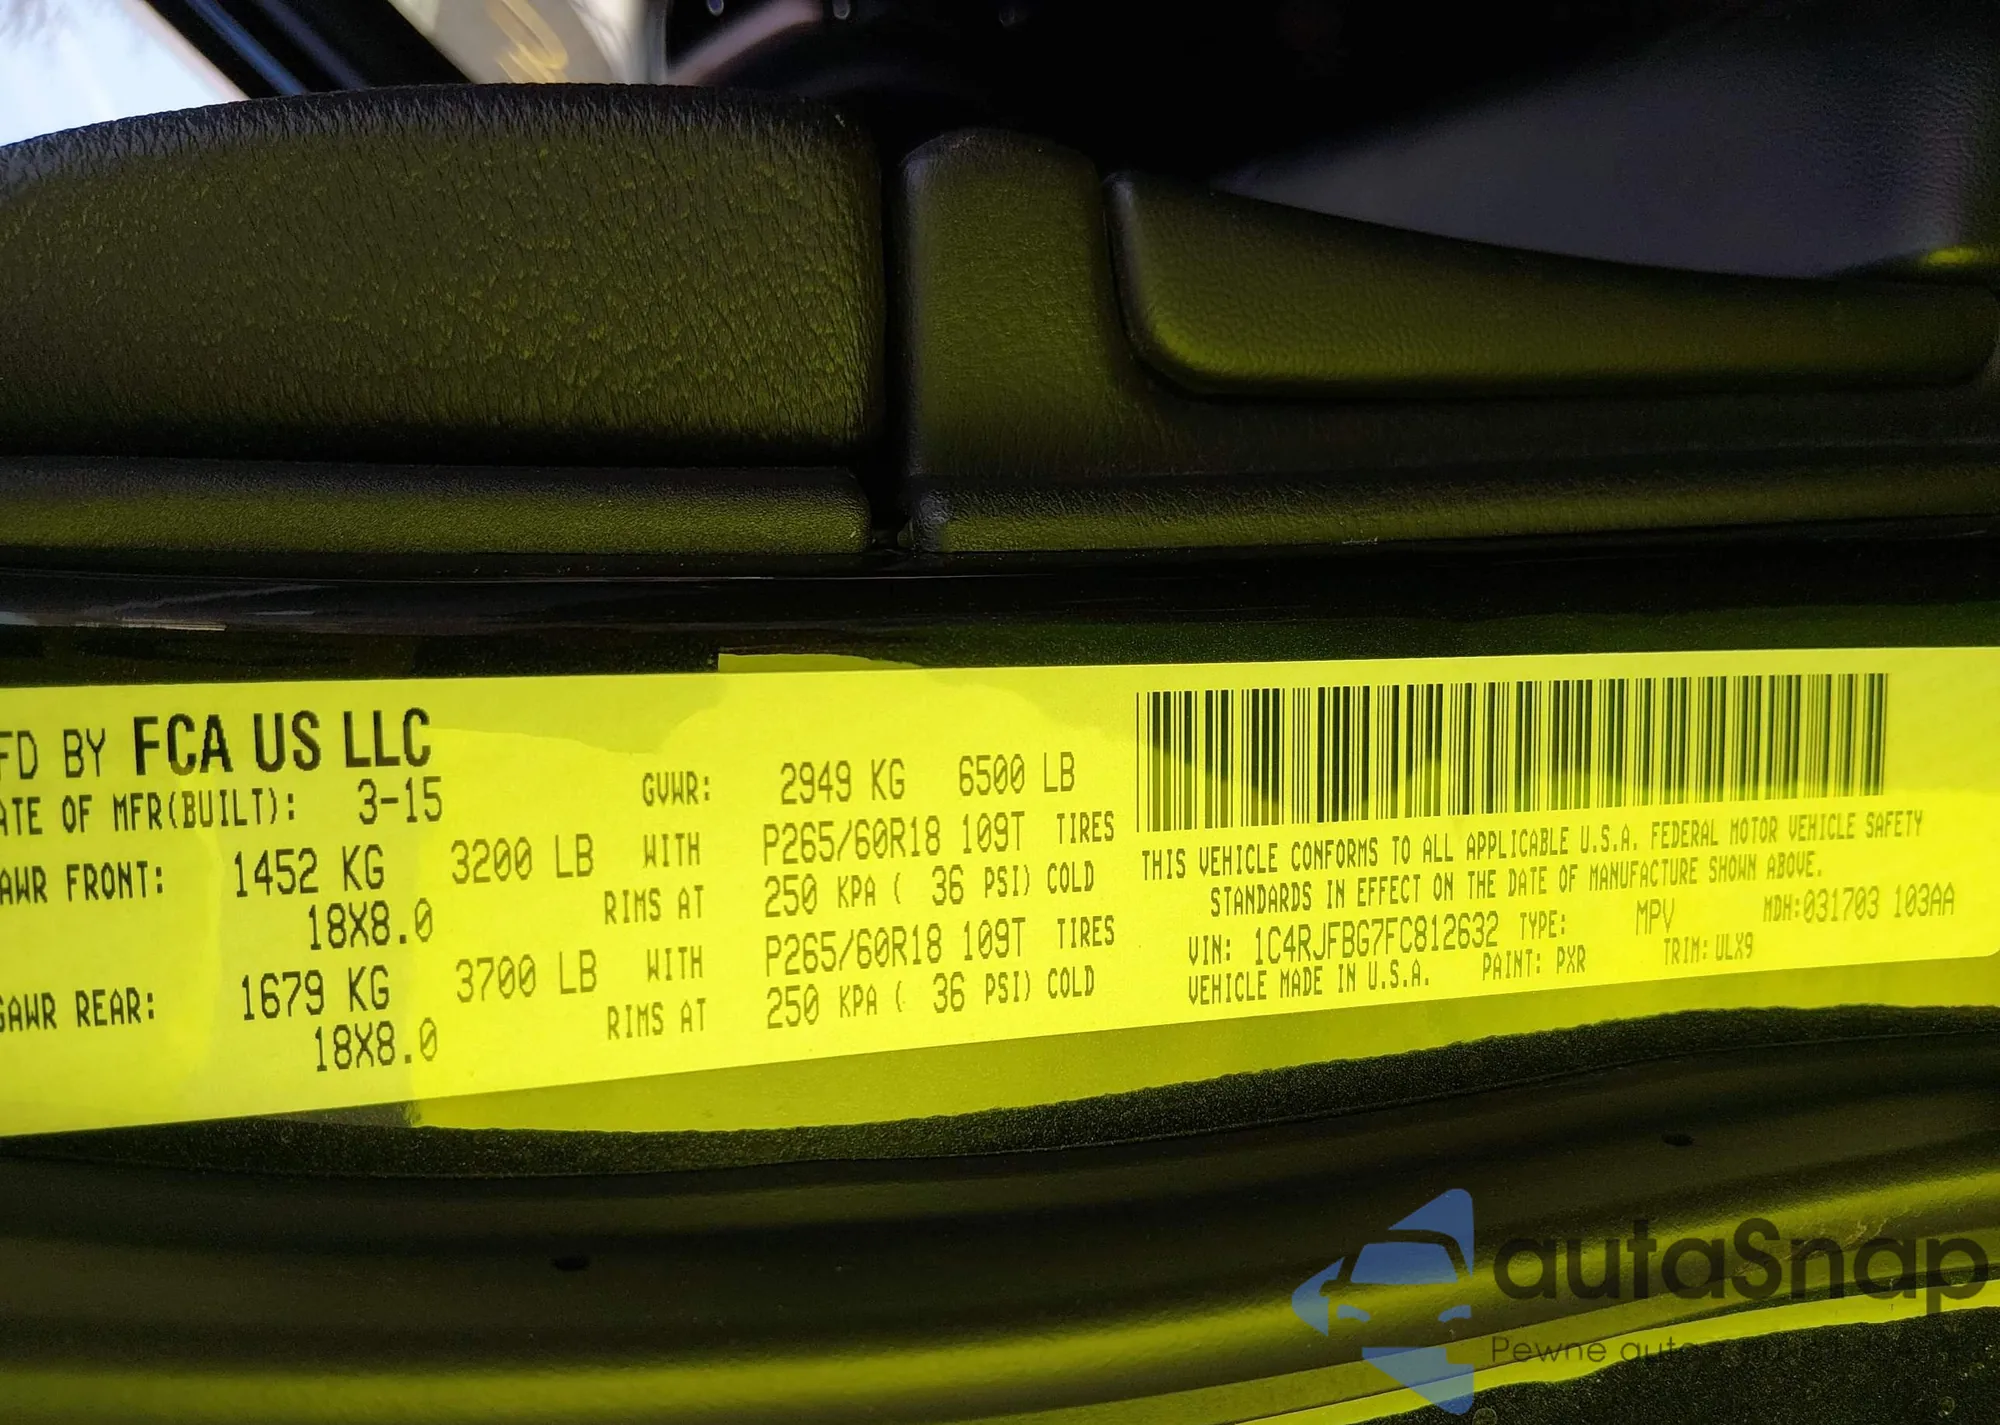 FD BY FCA US LLC
ATE OF MFR(BUILT): 3-15
GVWR: 2949 KG 6500 LB
AWR FRONT: 1452 KG 3200 LB WITH P265/60R18 109T TIRES
18X8.0 RIMS AT 250 KPA ( 36 PSI) COLD
GAWR REAR: 1679 KG 3700 LB WITH P265/60R18 109T TIRES
18X8.0 RIMS AT 250 KPA ( 36 PSI) COLD
THIS VEHICLE CONFORMS TO ALL APPLICABLE U.S.A. FEDERAL MOTOR VEHICLE SAFETY
STANDARDS IN EFFECT ON THE DATE OF MANUFACTURE SHOWN ABOVE.
VIN: 1C4RJFBG7FC812632 TYPE: MPV MDH:031703 103AA
VEHICLE MADE IN U.S.A. PAINT: PXR TRIM: ULX9
autaSnap
Pewne auto z